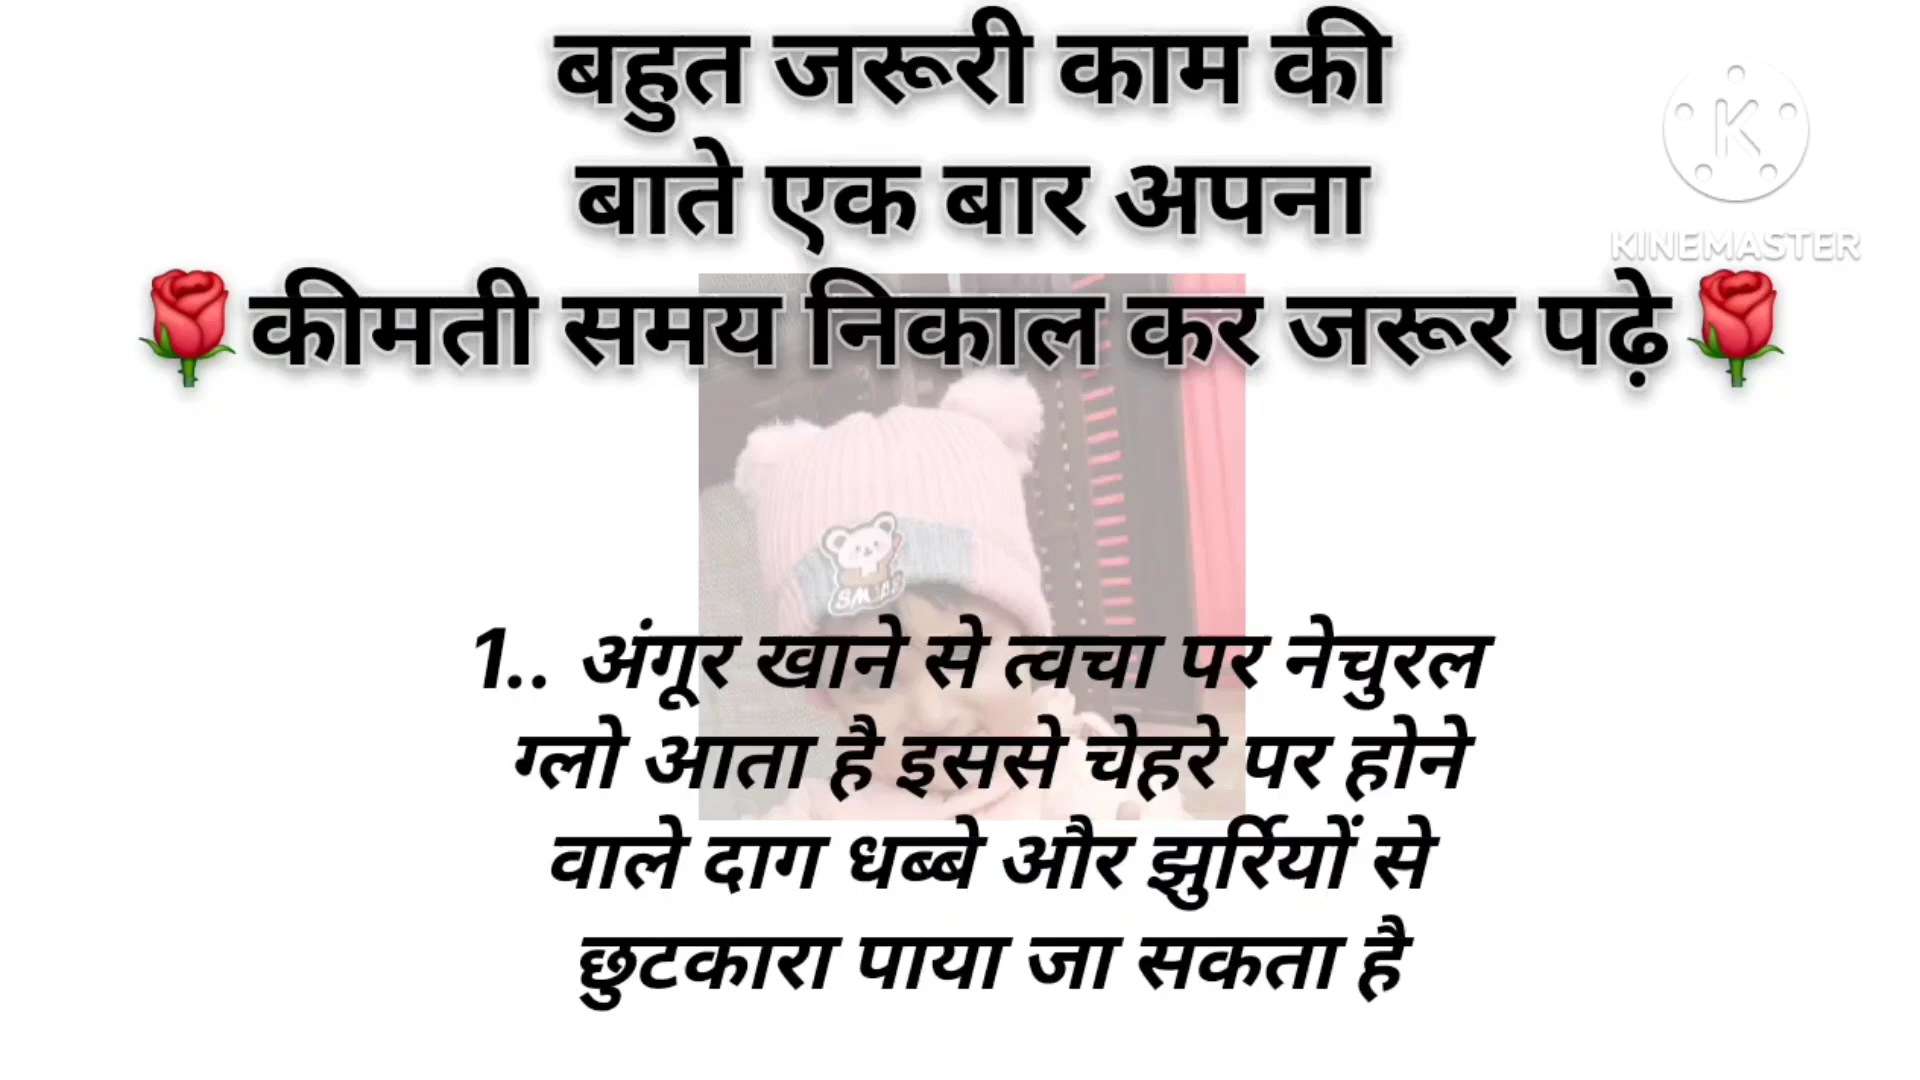 बहुत जरूरी काम की
बाते एक बार अपना
🌹कीमती समय निकाल कर जरूर पढ़े🌹
K
KINEMASTER
SMILE
1.. अंगूर खाने से त्वचा पर नेचुरल
ग्लो आता है इससे चेहरे पर होने
वाले दाग धब्बे और झुर्रियों से
छुटकारा पाया जा सकता है